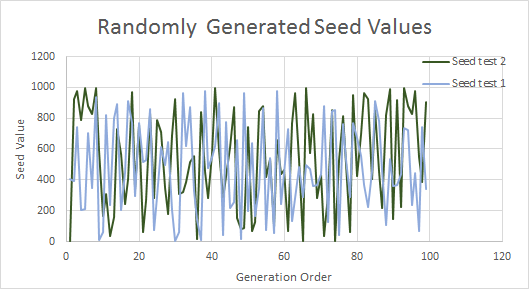 Randomly Generated Seed Values
1200
1000
800
600
400
200
0
Seed Value
Seed test 2
Seed test 1
0 20 40 60 80 100 120
Generation Order